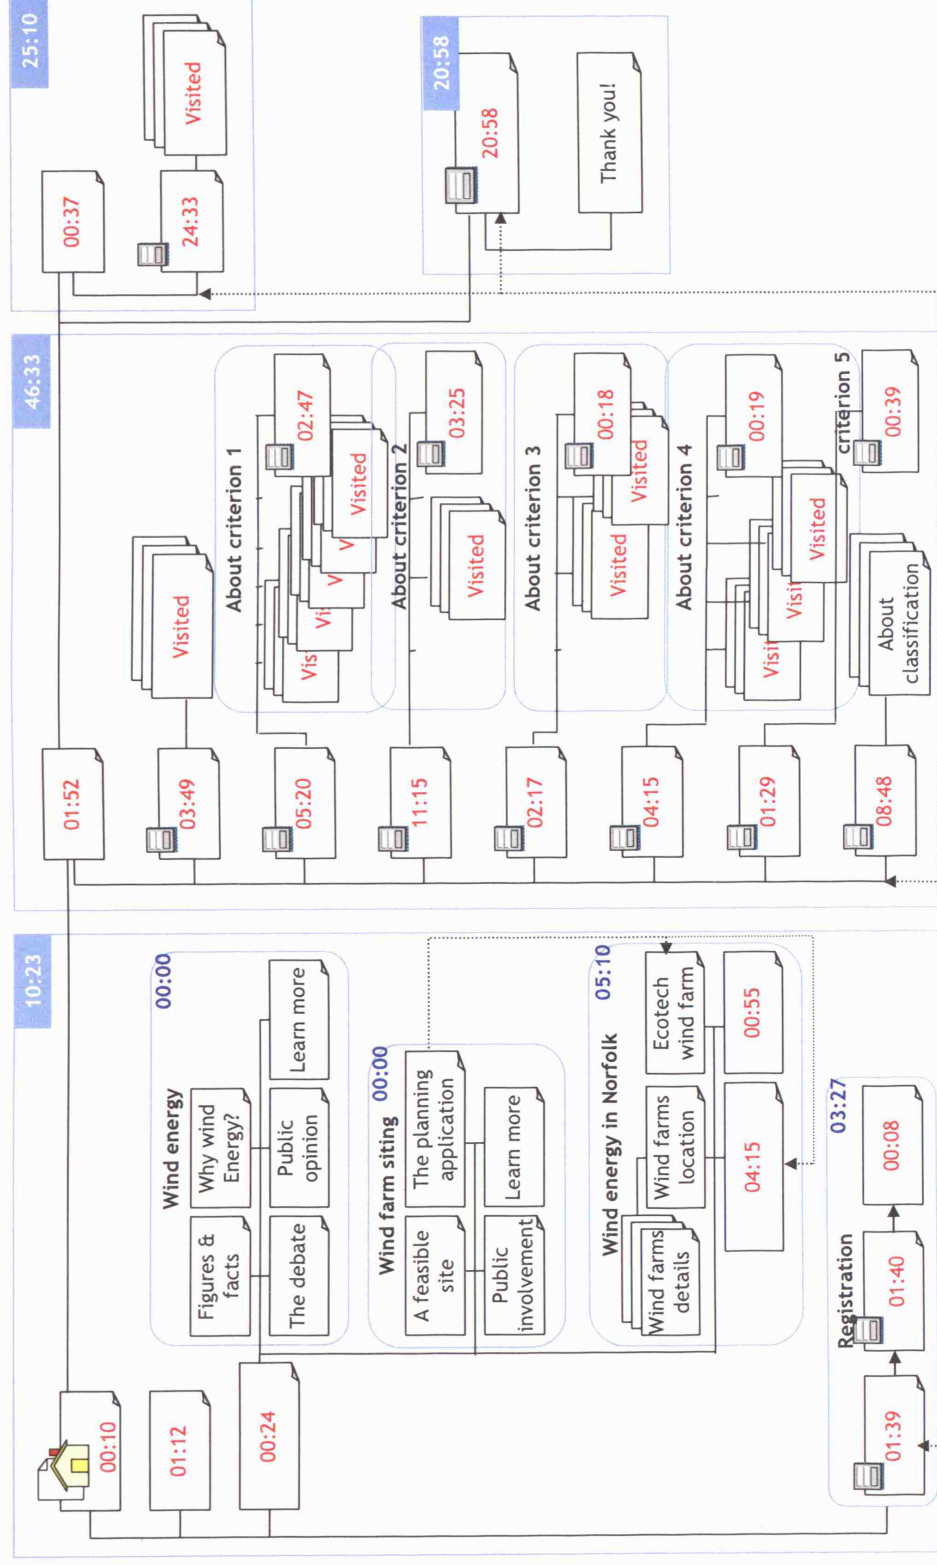 10:23
00:10
01:12
00:24
Wind energy
00:00
Figures &
facts
Why wind
Energy?
The debate
Public
opinion
Learn more
Wind farm siting
00:00
A feasible
site
The planning
application
Public
involvement
Learn more
Wind energy in Norfolk
05:10
Wind farms
details
Wind farms
location
Ecotech
wind farm
04:15
00:55
Registration
03:27
01:39
01:40
00:08
46:33
01:52
03:49
Visited
05:20
About criterion 1
Vis
Vis
V
V
Visited
02:47
11:15
About criterion 2
Visited
03:25
02:17
About criterion 3
Visited
Visited
00:18
04:15
About criterion 4
Visit
Visit
Visited
00:19
01:29
criterion 5
00:39
08:48
About
classification
25:10
00:37
24:33
Visited
20:58
20:58
Thank you!